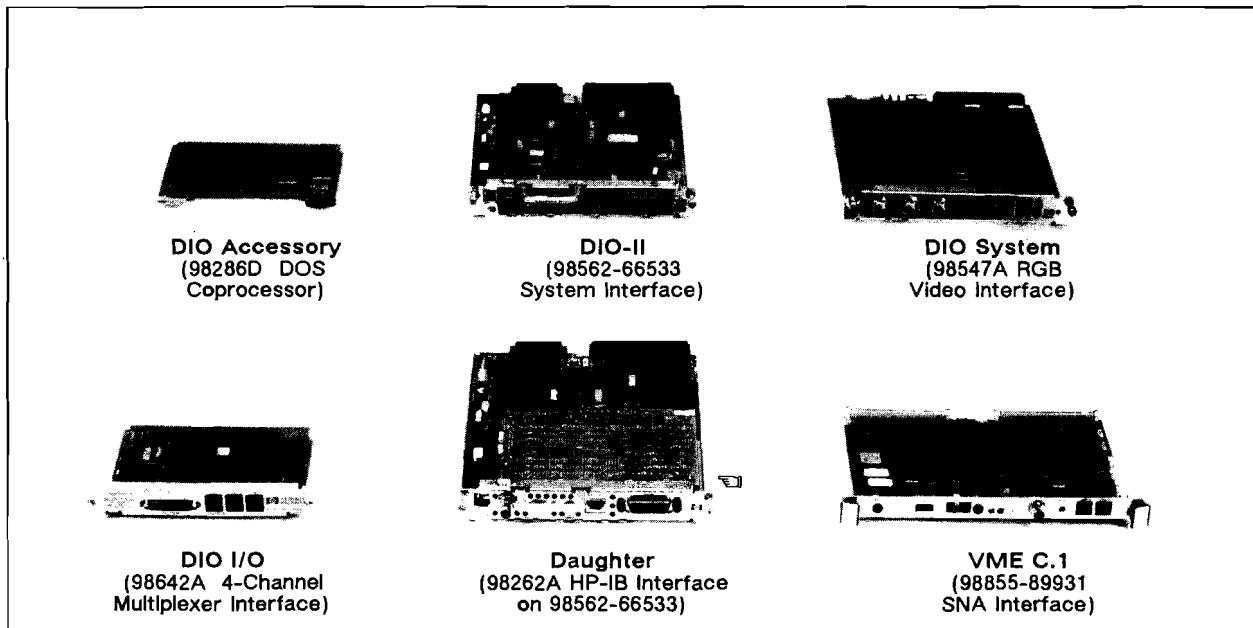 DIO Accessory
(98286D DOS
Coprocessor)
DIO-II
(98562-66533
System Interface)
DIO System
(98547A RGB
Video Interface)
DIO I/O
(98642A 4-Channel
Multiplexer Interface)
Daughter
(98262A HP-IB Interface
on 98562-66533)
VME C.1
(98855-89931
SNA Interface)